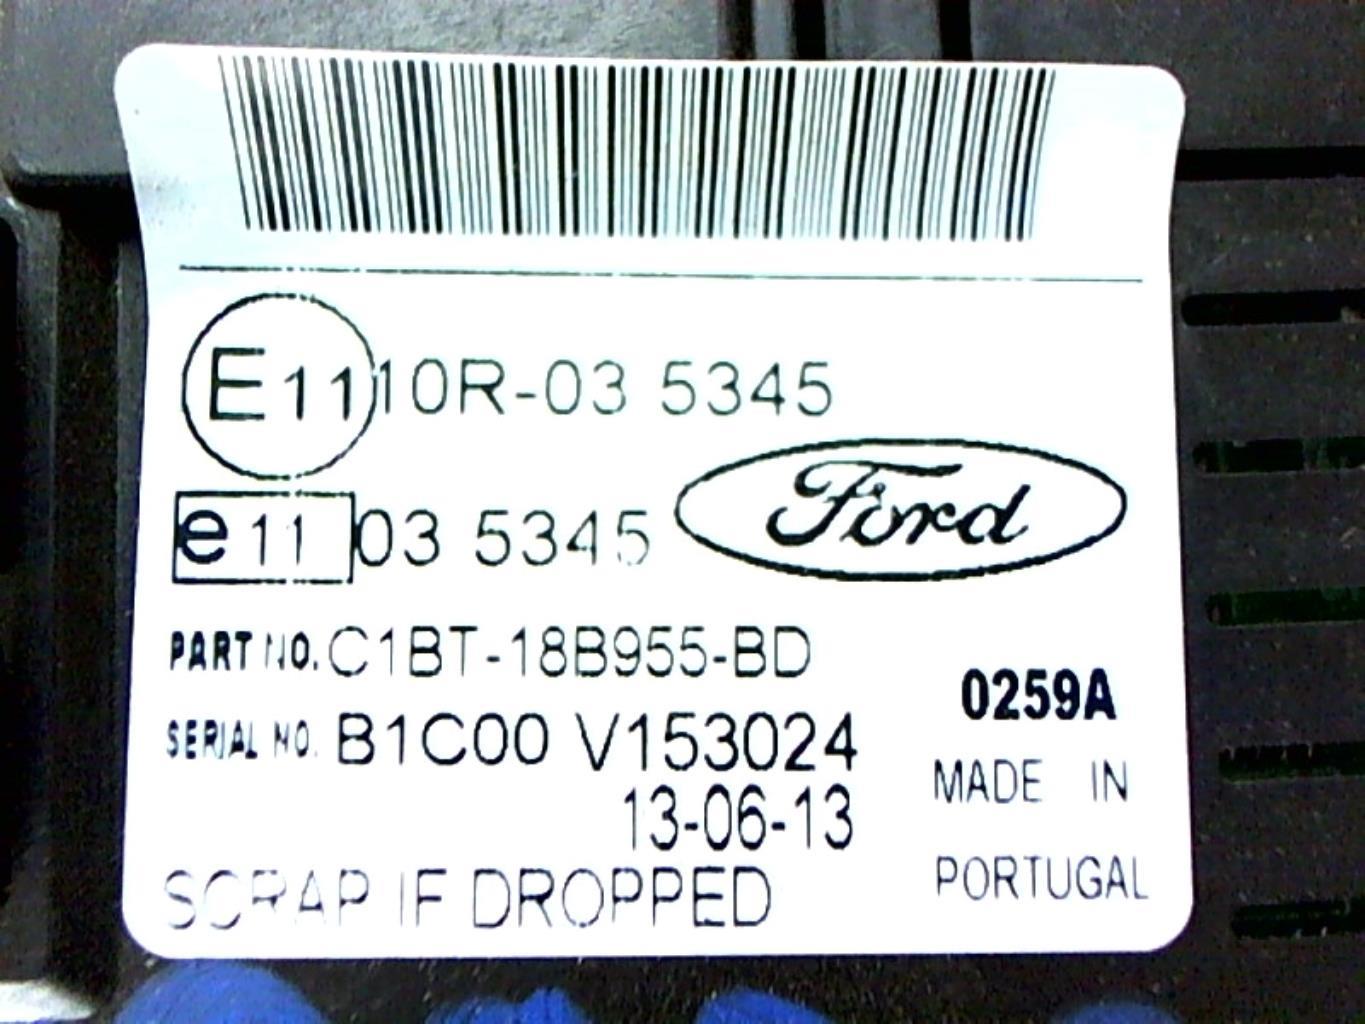 E11 10R-03 5345
e11 03 5345
Ford
PART NO. C1BT-18B955-BD
0259A
SERIAL NO. B1C00 V153024
MADE IN
13-06-13
PORTUGAL
SCRAP IF DROPPED